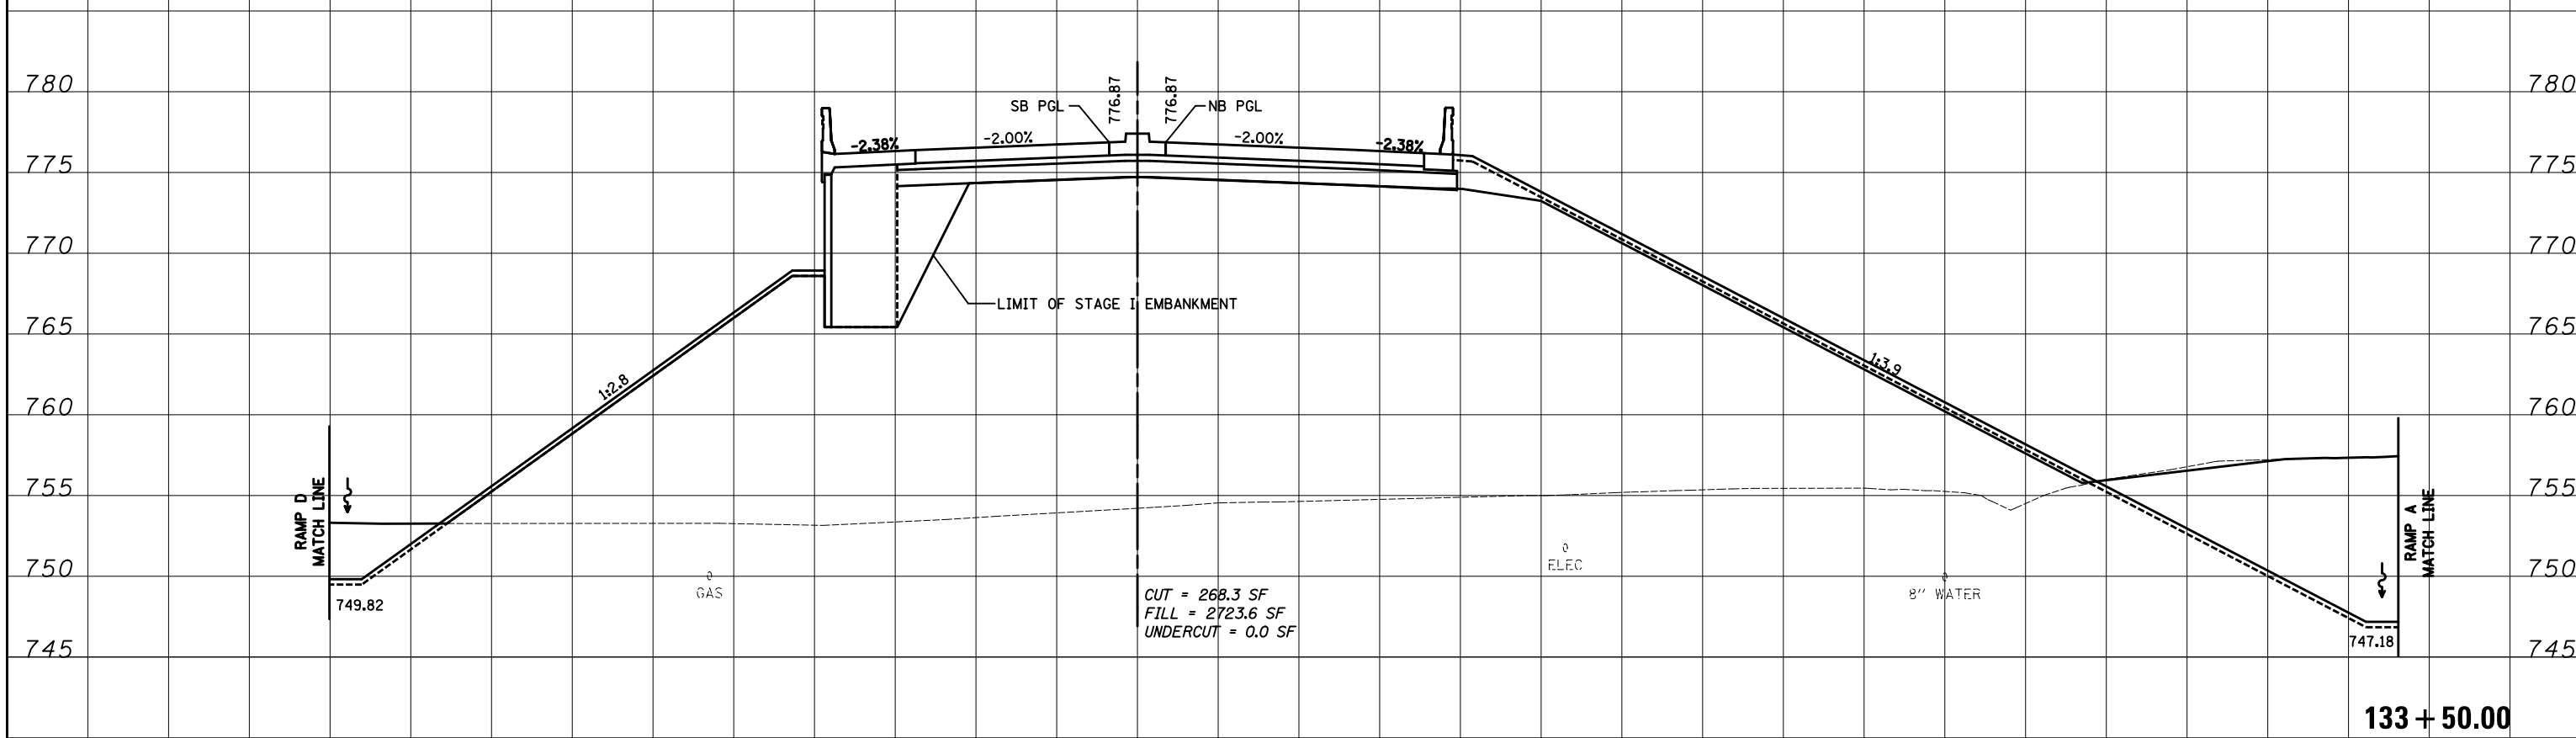 780
780
SB PGL
776.87
776.87
NB PGL
-2.38%
-2.00%
-2.00%
-2.38%
775
775
770
770
LIMIT OF STAGE I EMBANKMENT
765
765
1:2.8
1:3.9
760
760
RAMP D
MATCH LINE
755
755
RAMP A
MATCH LINE
750
750
GAS
ELEC
8" WATER
749.82
CUT = 268.3 SF
FILL = 2723.6 SF
UNDERCUT = 0.0 SF
747.18
745
745
133+50.00